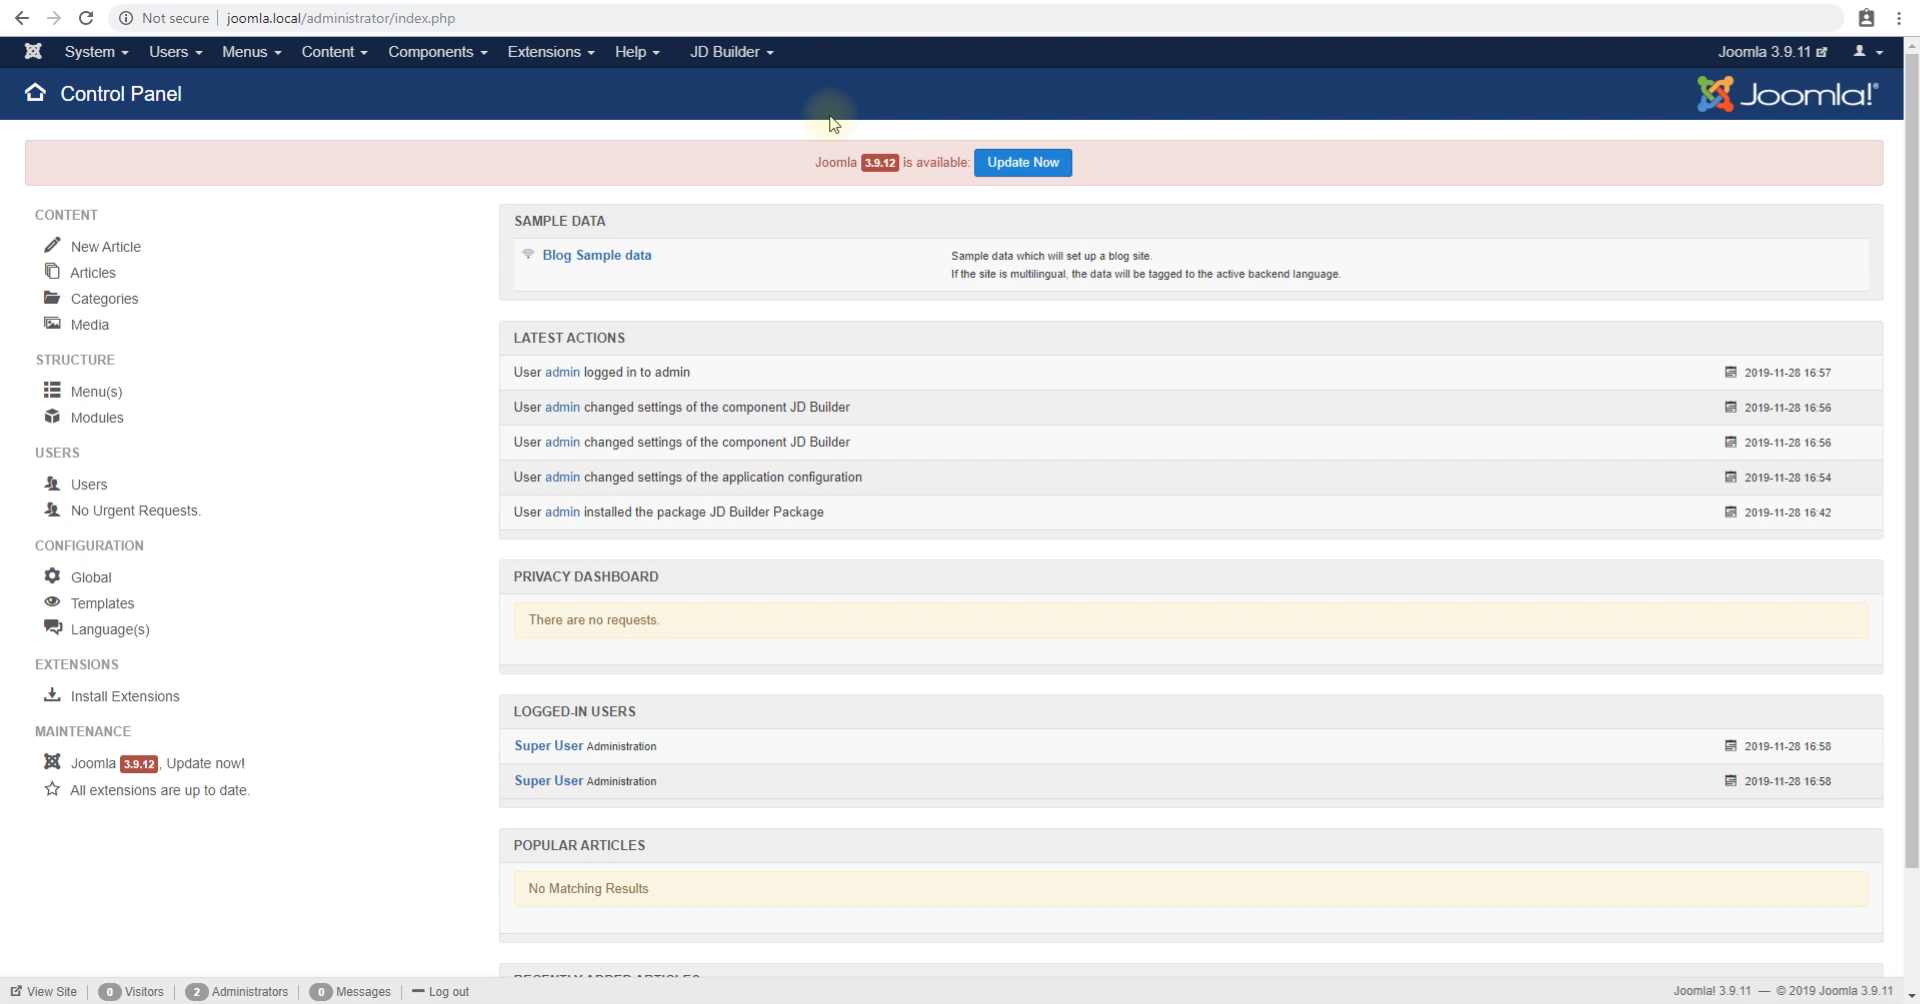 Not secure joomla.local/administrator/index.php
System Users Menus Content Components Extensions Help JD Builder Joomla 3.9.11
Control Panel Joomla!
Joomla 3.9.12 is available: Update Now
CONTENT
New Article
Articles
Categories
Media
STRUCTURE
Menu(s)
Modules
USERS
Users
No Urgent Requests.
CONFIGURATION
Global
Templates
Language(s)
EXTENSIONS
Install Extensions
MAINTENANCE
Joomla 3.9.12, Update now!
All extensions are up to date.
SAMPLE DATA
Blog Sample data Sample data which will set up a blog site.
If the site is multilingual, the data will be tagged to the active backend language.
LATEST ACTIONS
User admin logged in to admin 2019-11-28 16:57
User admin changed settings of the component JD Builder 2019-11-28 16:56
User admin changed settings of the component JD Builder 2019-11-28 16:56
User admin changed settings of the application configuration 2019-11-28 16:54
User admin installed the package JD Builder Package 2019-11-28 16:42
PRIVACY DASHBOARD
There are no requests.
LOGGED-IN USERS
Super User Administration 2019-11-28 16:58
Super User Administration 2019-11-28 16:58
POPULAR ARTICLES
No Matching Results
View Site 0 Visitors 2 Administrators 0 Messages Log out Joomla! 3.9.11 — © 2019 Joomla 3.9.11